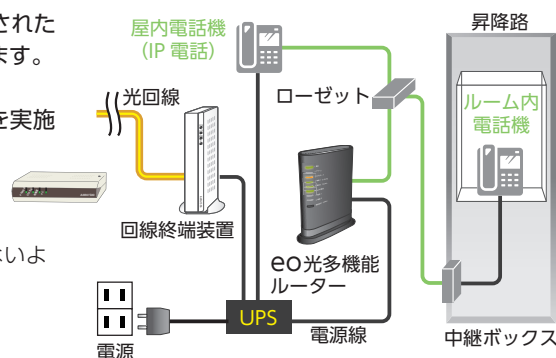 された
ます。
を実施
いよ
屋内電話機
(IP 電話)
昇降路
光回線
ローゼット
ルーム内
電話機
回線終端装置
eo光多機能
ルーター
UPS
電源線
電源
中継ボックス